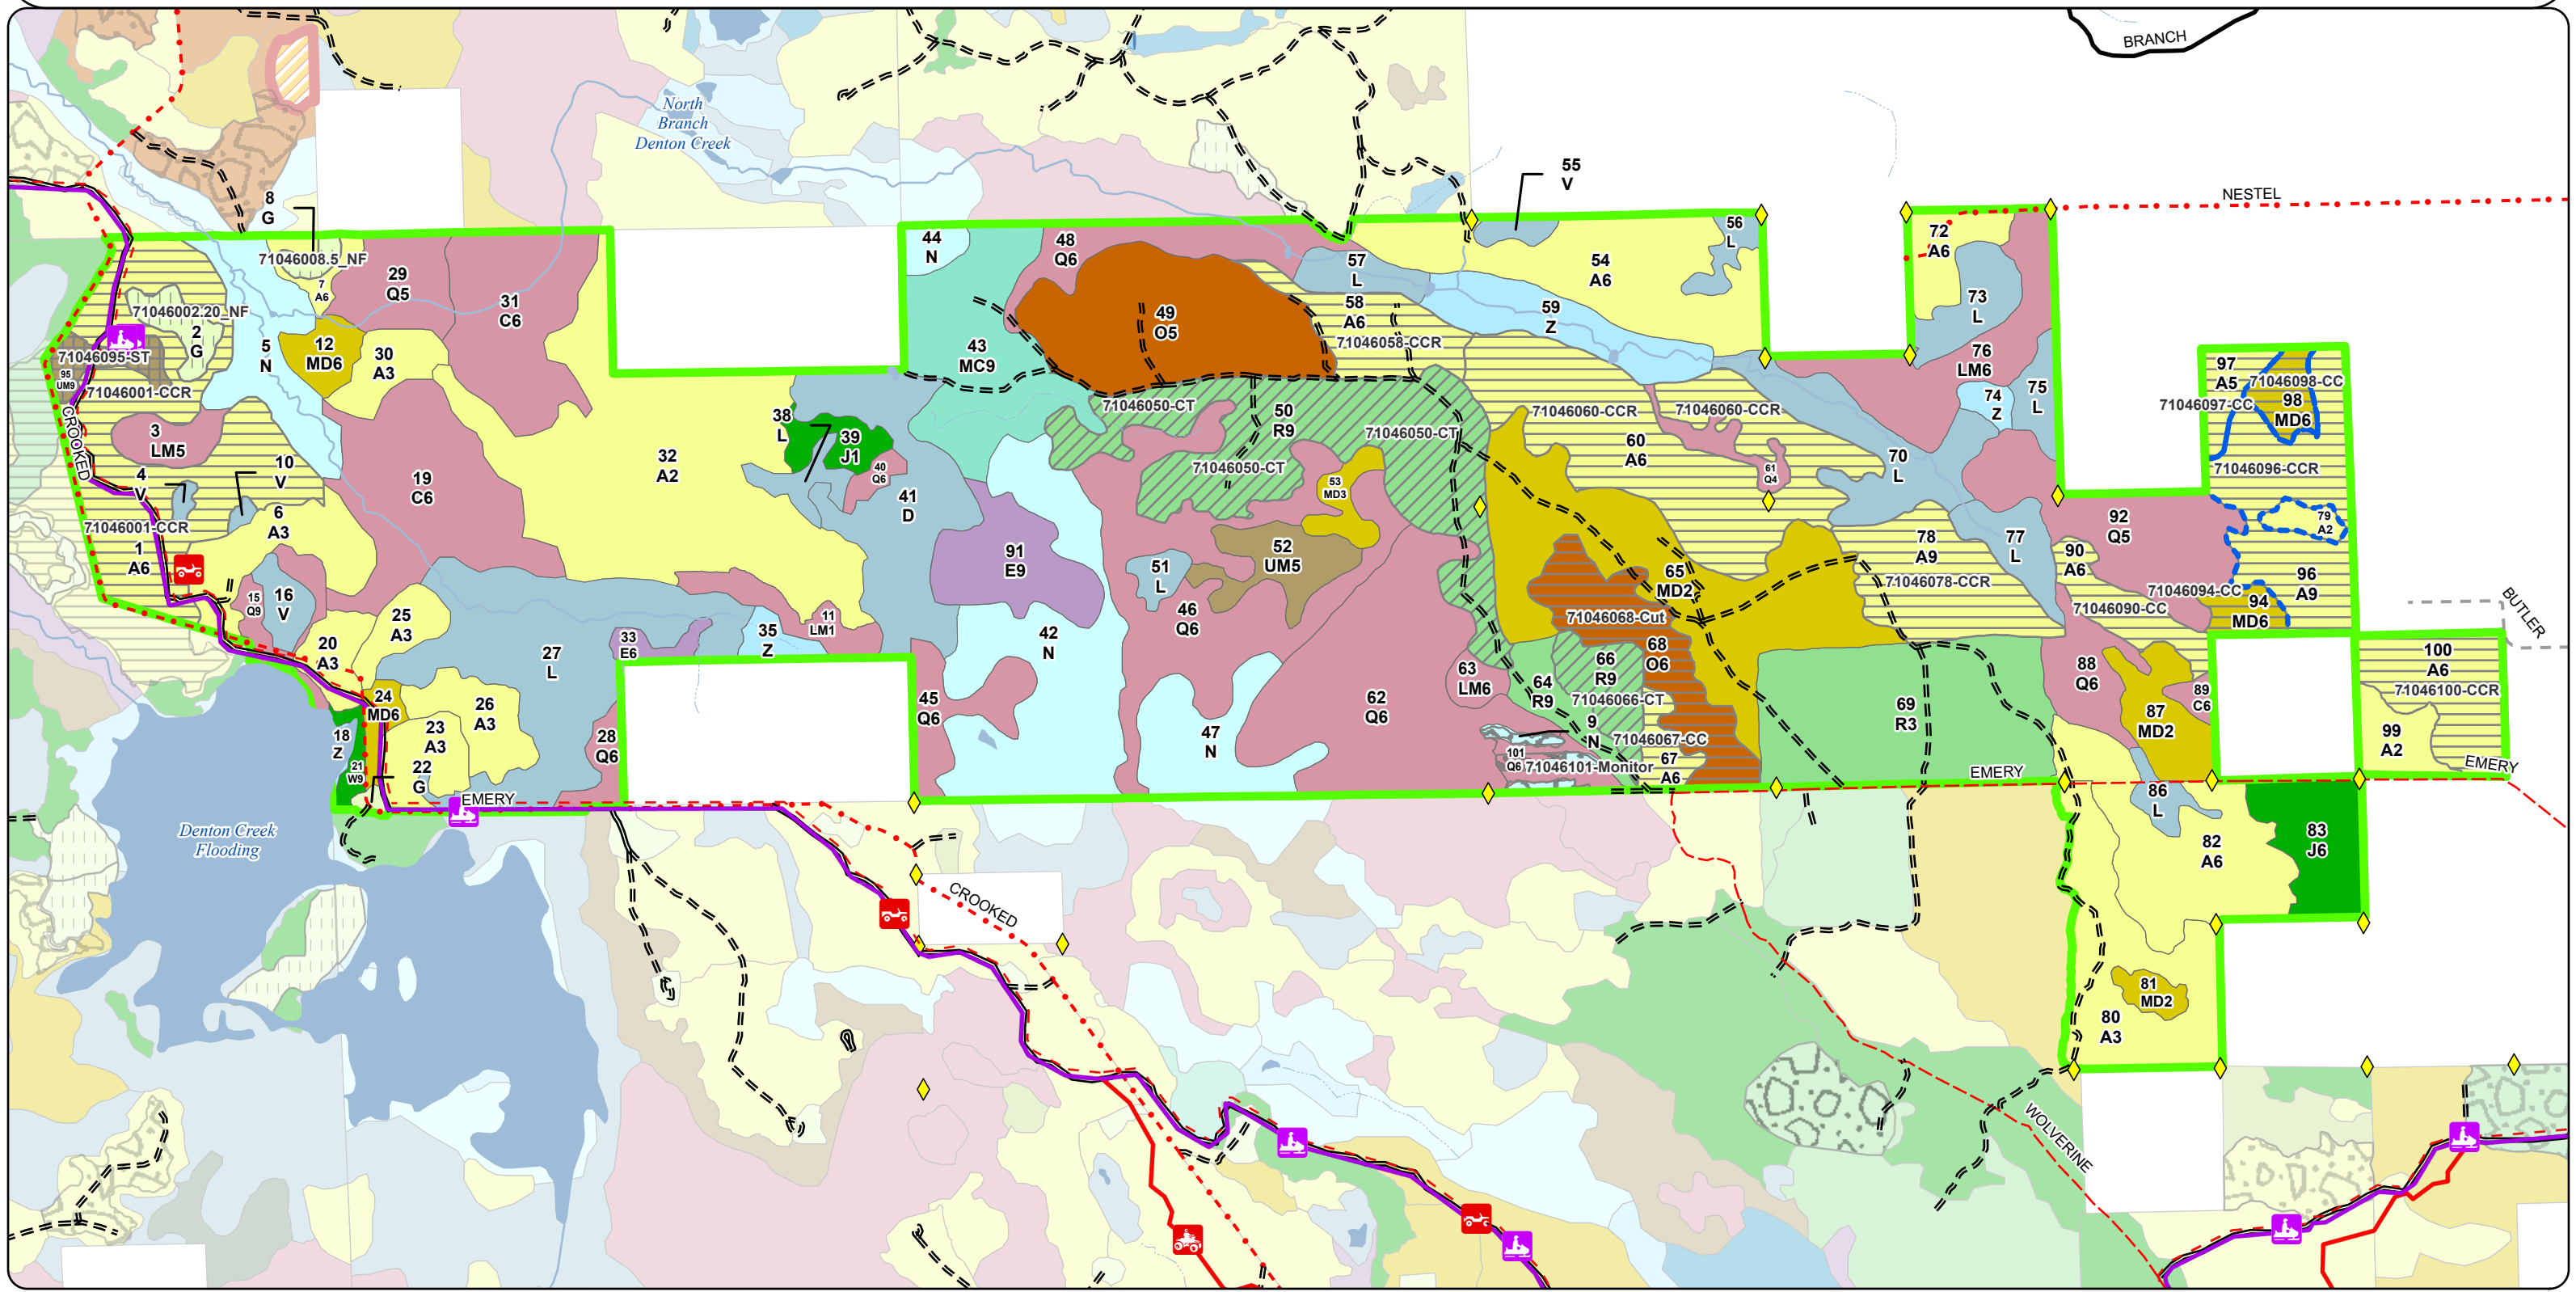 BRANCH
North
Branch
Denton Creek
55
V
NESTEL
8
G
44
N
48
Q6
56
L
72
A6
71046008.5_NF
7
A6
29
Q5
31
C6
57
L
54
A6
49
O5
58
A6
71046058-CCR
59
Z
73
L
71046002.20_NF
2
G
5
N
12
MD6
30
A3
71046095-ST
95
UM9
71046001-CCR
43
MC9
76
LM6
74
Z
75
L
97
A5
71046098-CC
71046097-CC
98
MD6
CROOKED
3
LM5
38
L
39
J1
40
Q6
71046050-CT
50
R9
71046050-CT
71046060-CCR
71046060-CCR
60
A6
61
Q4
70
L
71046096-CCR
4
V
10
V
19
C6
32
A2
41
D
71046050-CT
53
MD3
71046001-CCR
6
A3
92
Q5
79
A2
1
A6
91
E9
51
L
52
UM5
65
MD2
78
A9
71046078-CCR
77
L
90
A6
96
A9
71046094-CC
94
MD6
71046090-CC
15
Q9
16
V
25
A3
11
LM1
46
Q6
71046068-Cut
BUTLER
20
A3
27
L
33
E6
35
Z
42
N
68
O6
66
R9
63
LM6
64
R9
71046066-CT
88
Q6
89
C6
100
A6
71046100-CCR
24
MD6
26
A3
23
A3
18
Z
21
W9
22
G
28
Q6
45
Q6
47
N
62
Q6
9
N
71046067-CC
67
A6
101
Q6
71046101-Monitor
69
R3
87
MD2
99
A2
EMERY
EMERY
EMERY
86
L
82
A6
83
J6
Denton Creek
Flooding
CROOKED
81
MD2
80
A3
WOLVERINE